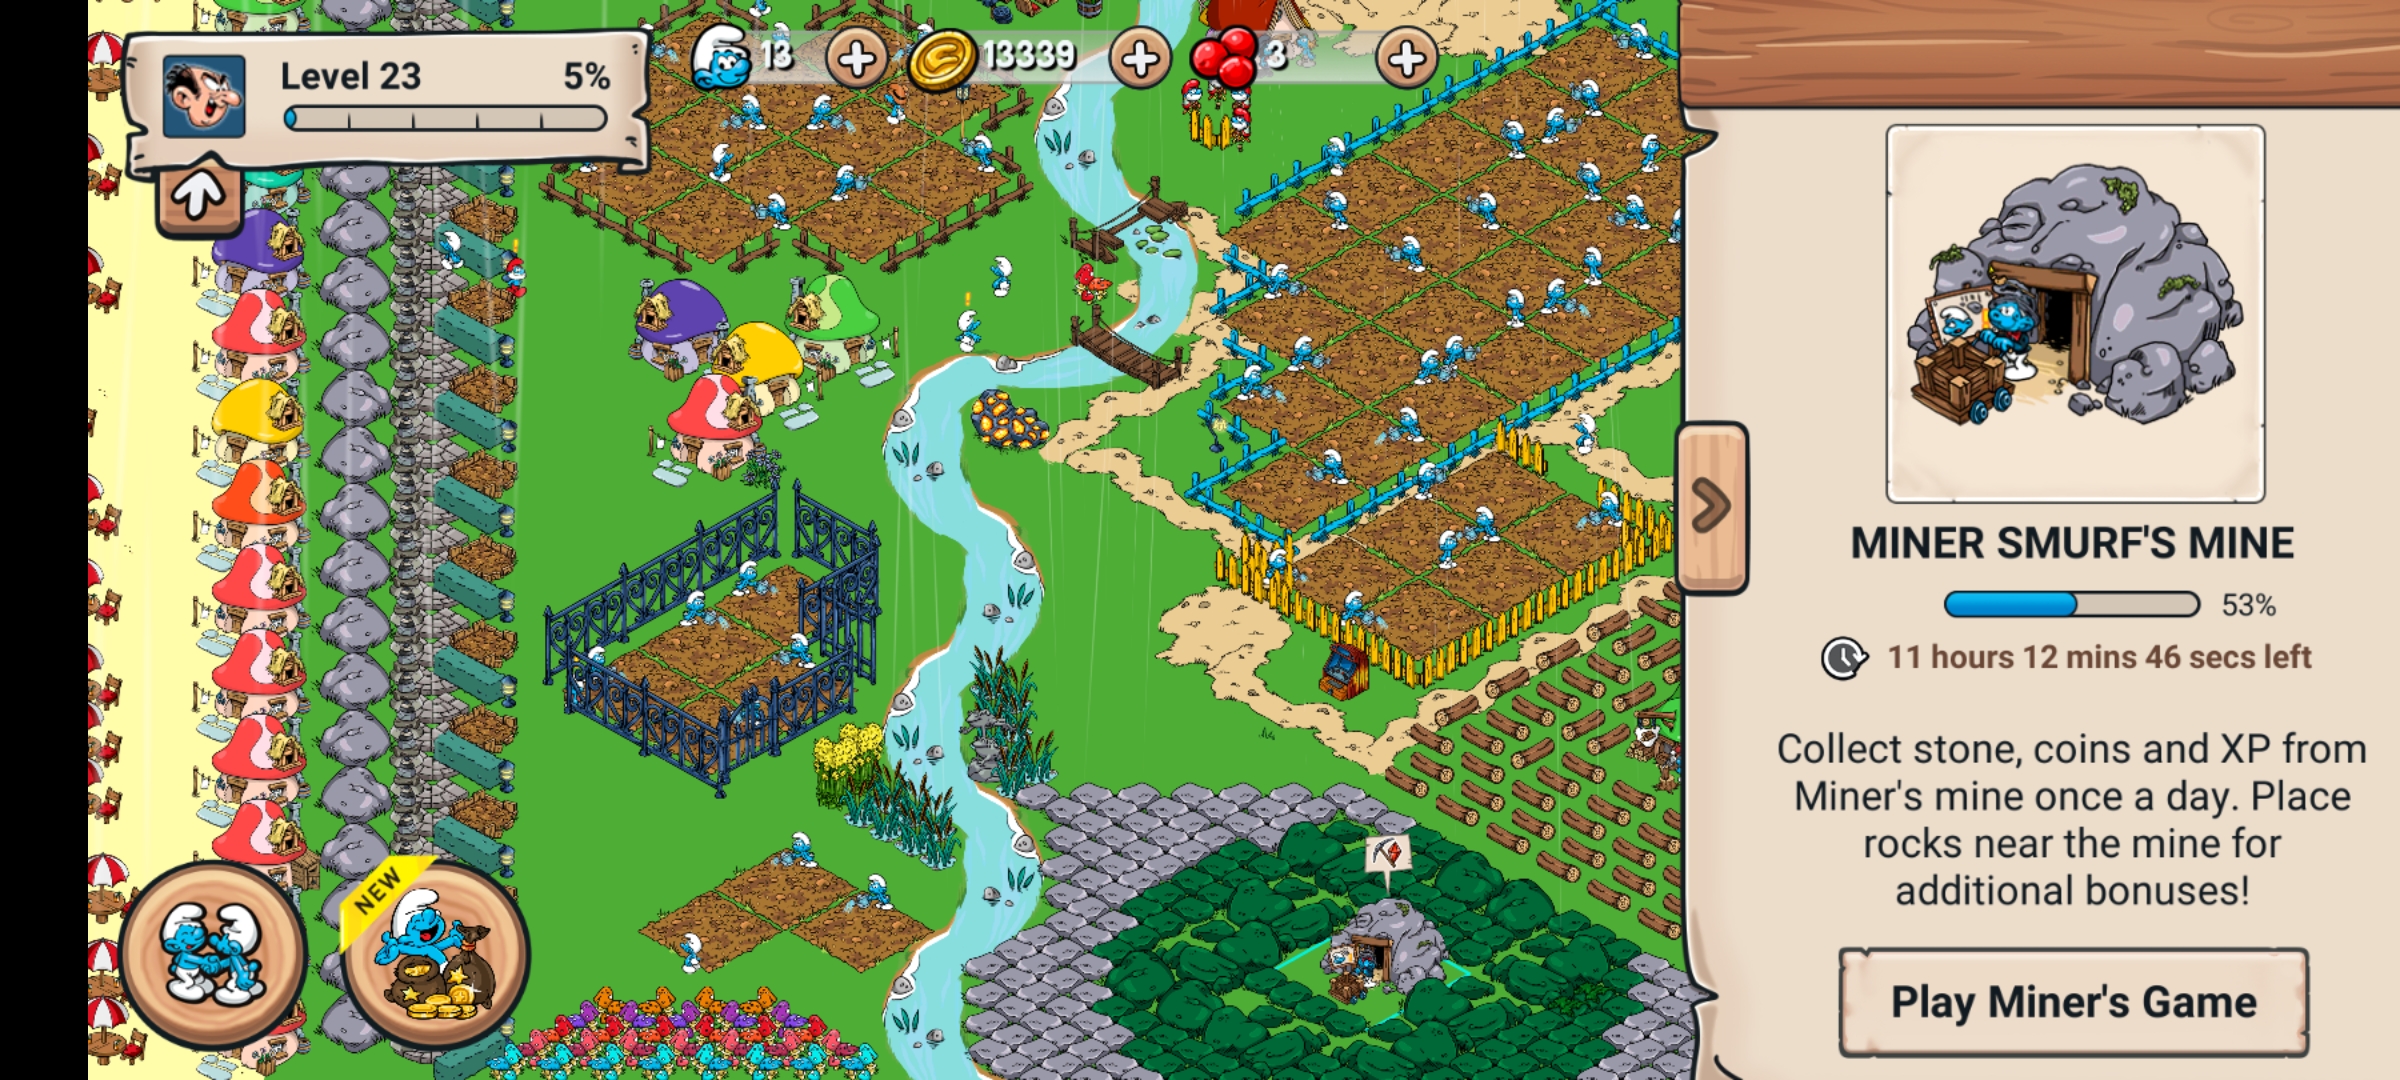 Level 23 5%
13
13339
3
MINER SMURF'S MINE
53%
11 hours 12 mins 46 secs left
Collect stone, coins and XP from
Miner's mine once a day. Place
rocks near the mine for
additional bonuses!
Play Miner's Game
NEW